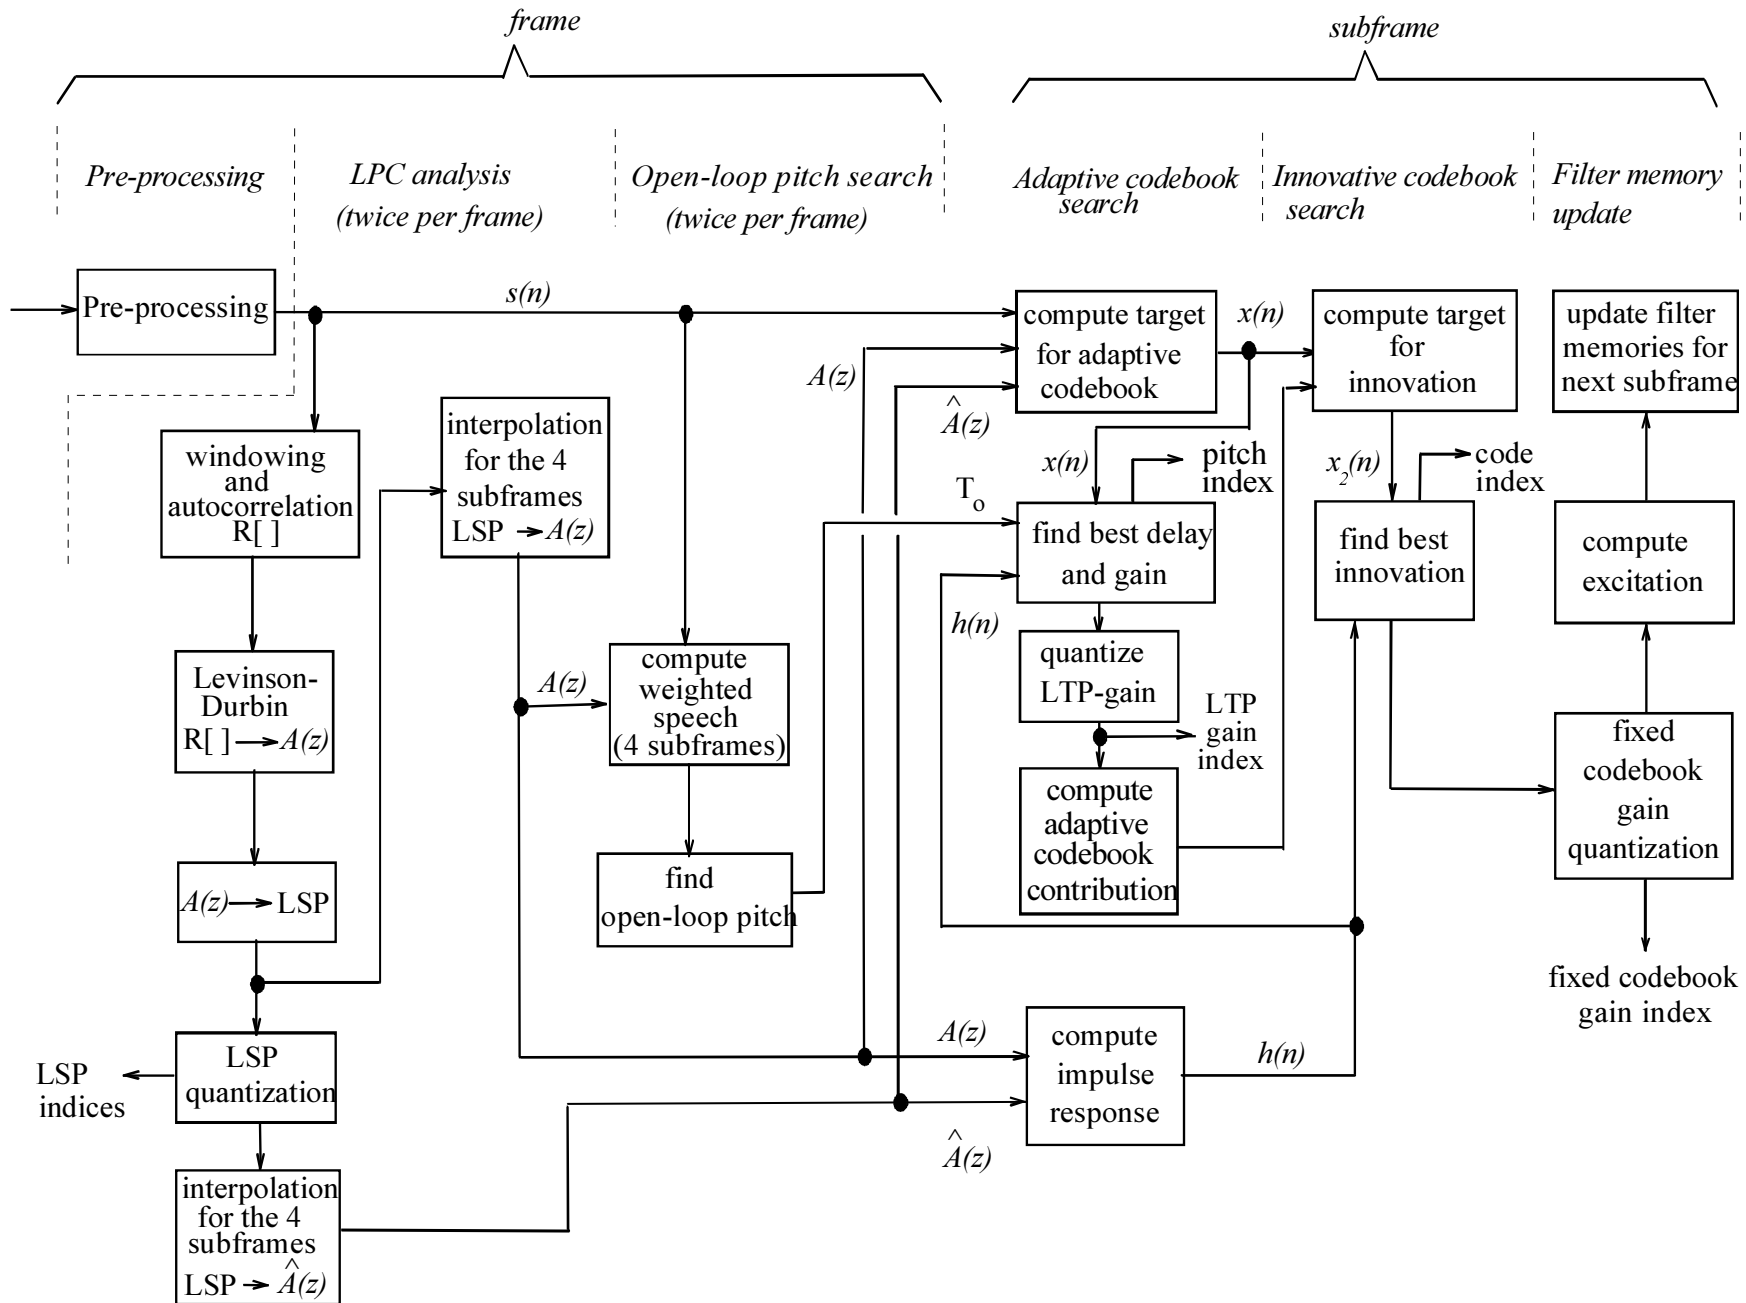 frame
subframe
Pre-processing
LPC analysis
(twice per frame)
Open-loop pitch search
(twice per frame)
Adaptive codebook
search
Innovative codebook
search
Filter memory
update
Pre-processing
s(n)
windowing
and
autocorrelation
R[ ]
Levinson-
Durbin
R[ ] → A(z)
A(z) → LSP
LSP
quantization
LSP
indices
interpolation
for the 4
subframes
LSP → Â(z)
interpolation
for the 4
subframes
LSP → A(z)
A(z)
compute
weighted
speech
(4 subframes)
find
open-loop pitch
A(z)
Â(z)
T₀
compute target
for adaptive
codebook
x(n)
x(n)
pitch
index
find best delay
and gain
h(n)
quantize
LTP-gain
LTP
gain
index
compute
adaptive
codebook
contribution
A(z)
Â(z)
compute
impulse
response
h(n)
compute target
for
innovation
x₂(n)
code
index
find best
innovation
update filter
memories for
next subframe
compute
excitation
fixed
codebook
gain
quantization
fixed codebook
gain index